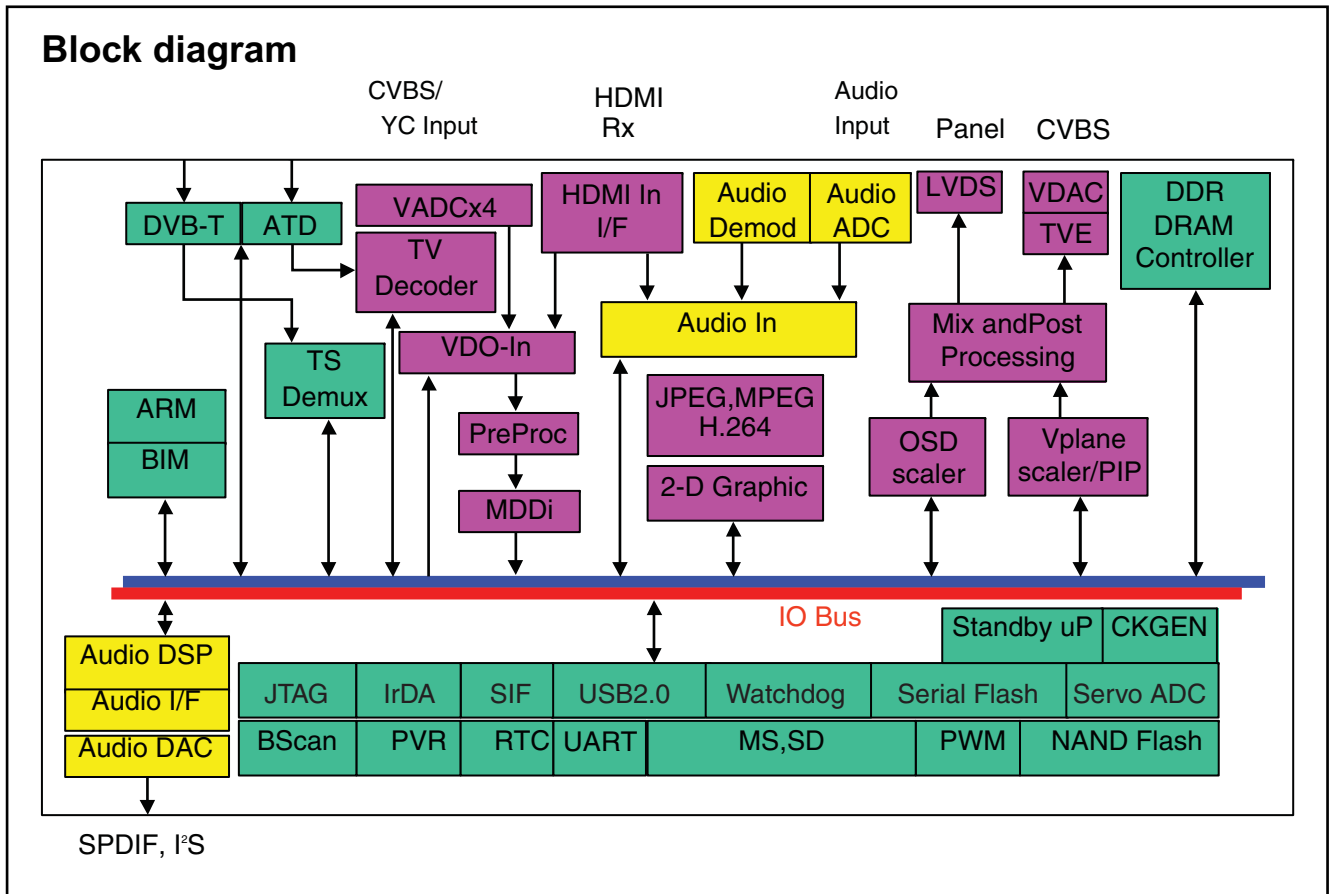 Block diagram
CVBS/
YC Input
HDMI
Rx
Audio
Input
Panel
CVBS
DVB-T
ATD
VADCx4
TV
Decoder
HDMI In
I/F
Audio
Demod
Audio
ADC
LVDS
VDAC
TVE
DDR
DRAM
Controller
VDO-In
Audio In
Mix andPost
Processing
TS
Demux
ARM
BIM
PreProc
MDDi
JPEG,MPEG
H.264
2-D Graphic
OSD
scaler
Vplane
scaler/PIP
IO Bus
Standby uP
CKGEN
Audio DSP
Audio I/F
Audio DAC
JTAG
IrDA
SIF
USB2.0
Watchdog
Serial Flash
Servo ADC
BScan
PVR
RTC
UART
MS,SD
PWM
NAND Flash
SPDIF, I²S